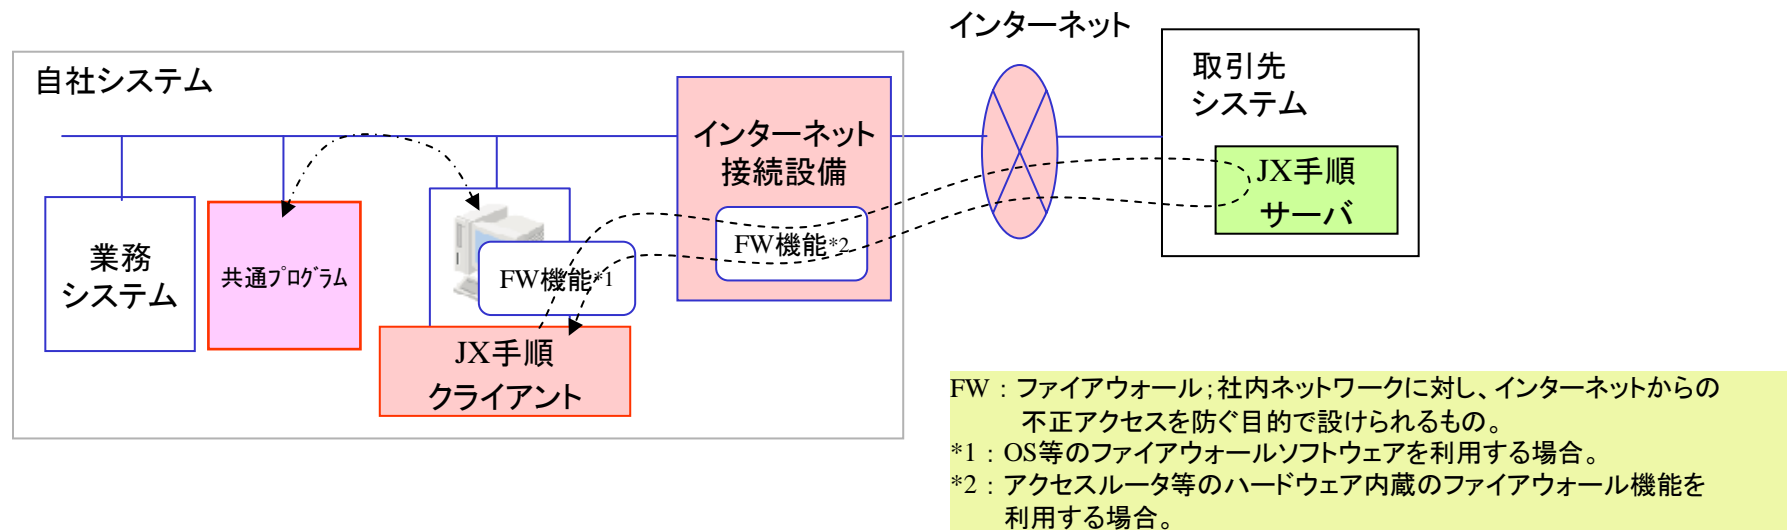 インターネット
自社システム
取引先
システム
インターネット
接続設備
JX手順
サーバ
FW機能*2
業務
システム
共通ﾌﾟﾛｸﾞﾗﾑ
FW機能*1
JX手順
クライアント
FW：ファイアウォール;社内ネットワークに対し、インターネットからの
不正アクセスを防ぐ目的で設けられるもの。
*1：OS等のファイアウォールソフトウェアを利用する場合。
*2：アクセスルータ等のハードウェア内蔵のファイアウォール機能を
利用する場合。